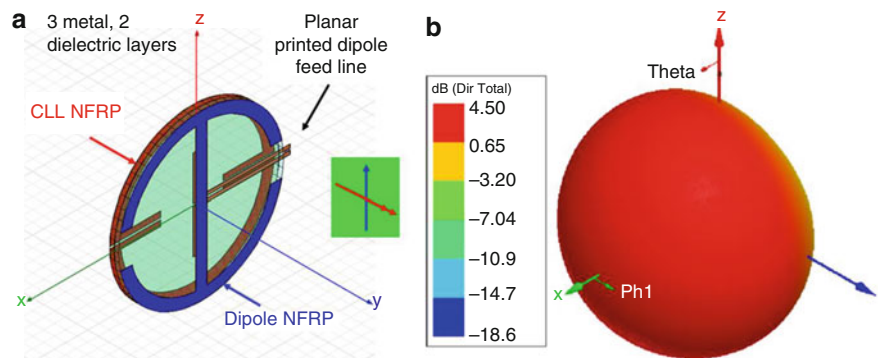 a
3 metal, 2
dielectric layers
Planar
printed dipole
feed line
z
CLL NFRP
x
y
Dipole NFRP
b
z
Theta
dB (Dir Total)
4.50
0.65
−3.20
−7.04
−10.9
−14.7
−18.6
x
Ph1